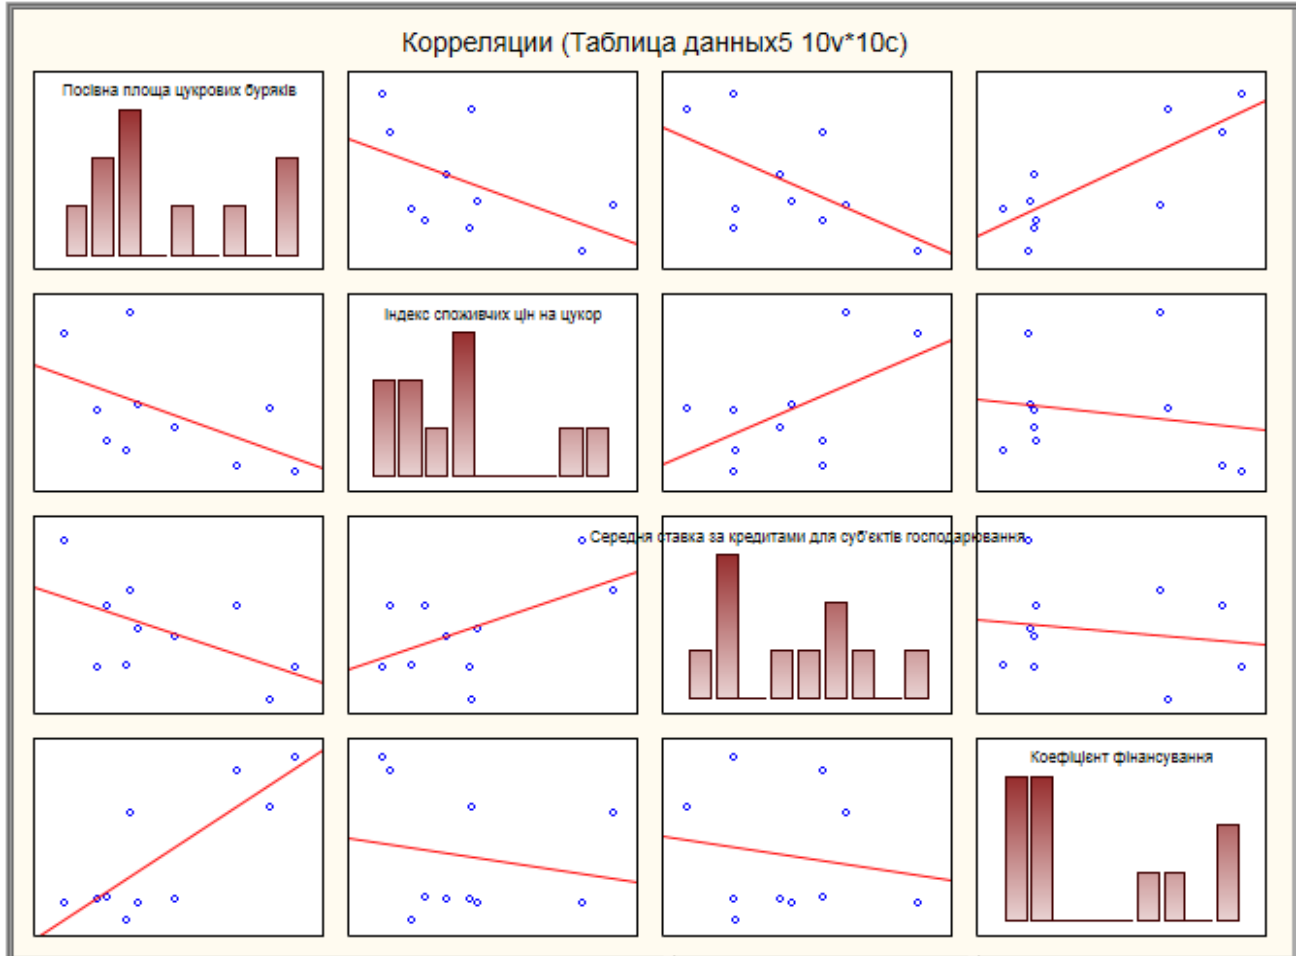 Корреляции (Таблица данных5 10v*10c)
Посівна площа цукрових буряків
Індекс споживчих цін на цукор
Середня ставка за кредитами для суб'єктів господарювання
Коефіцієнт фінансування